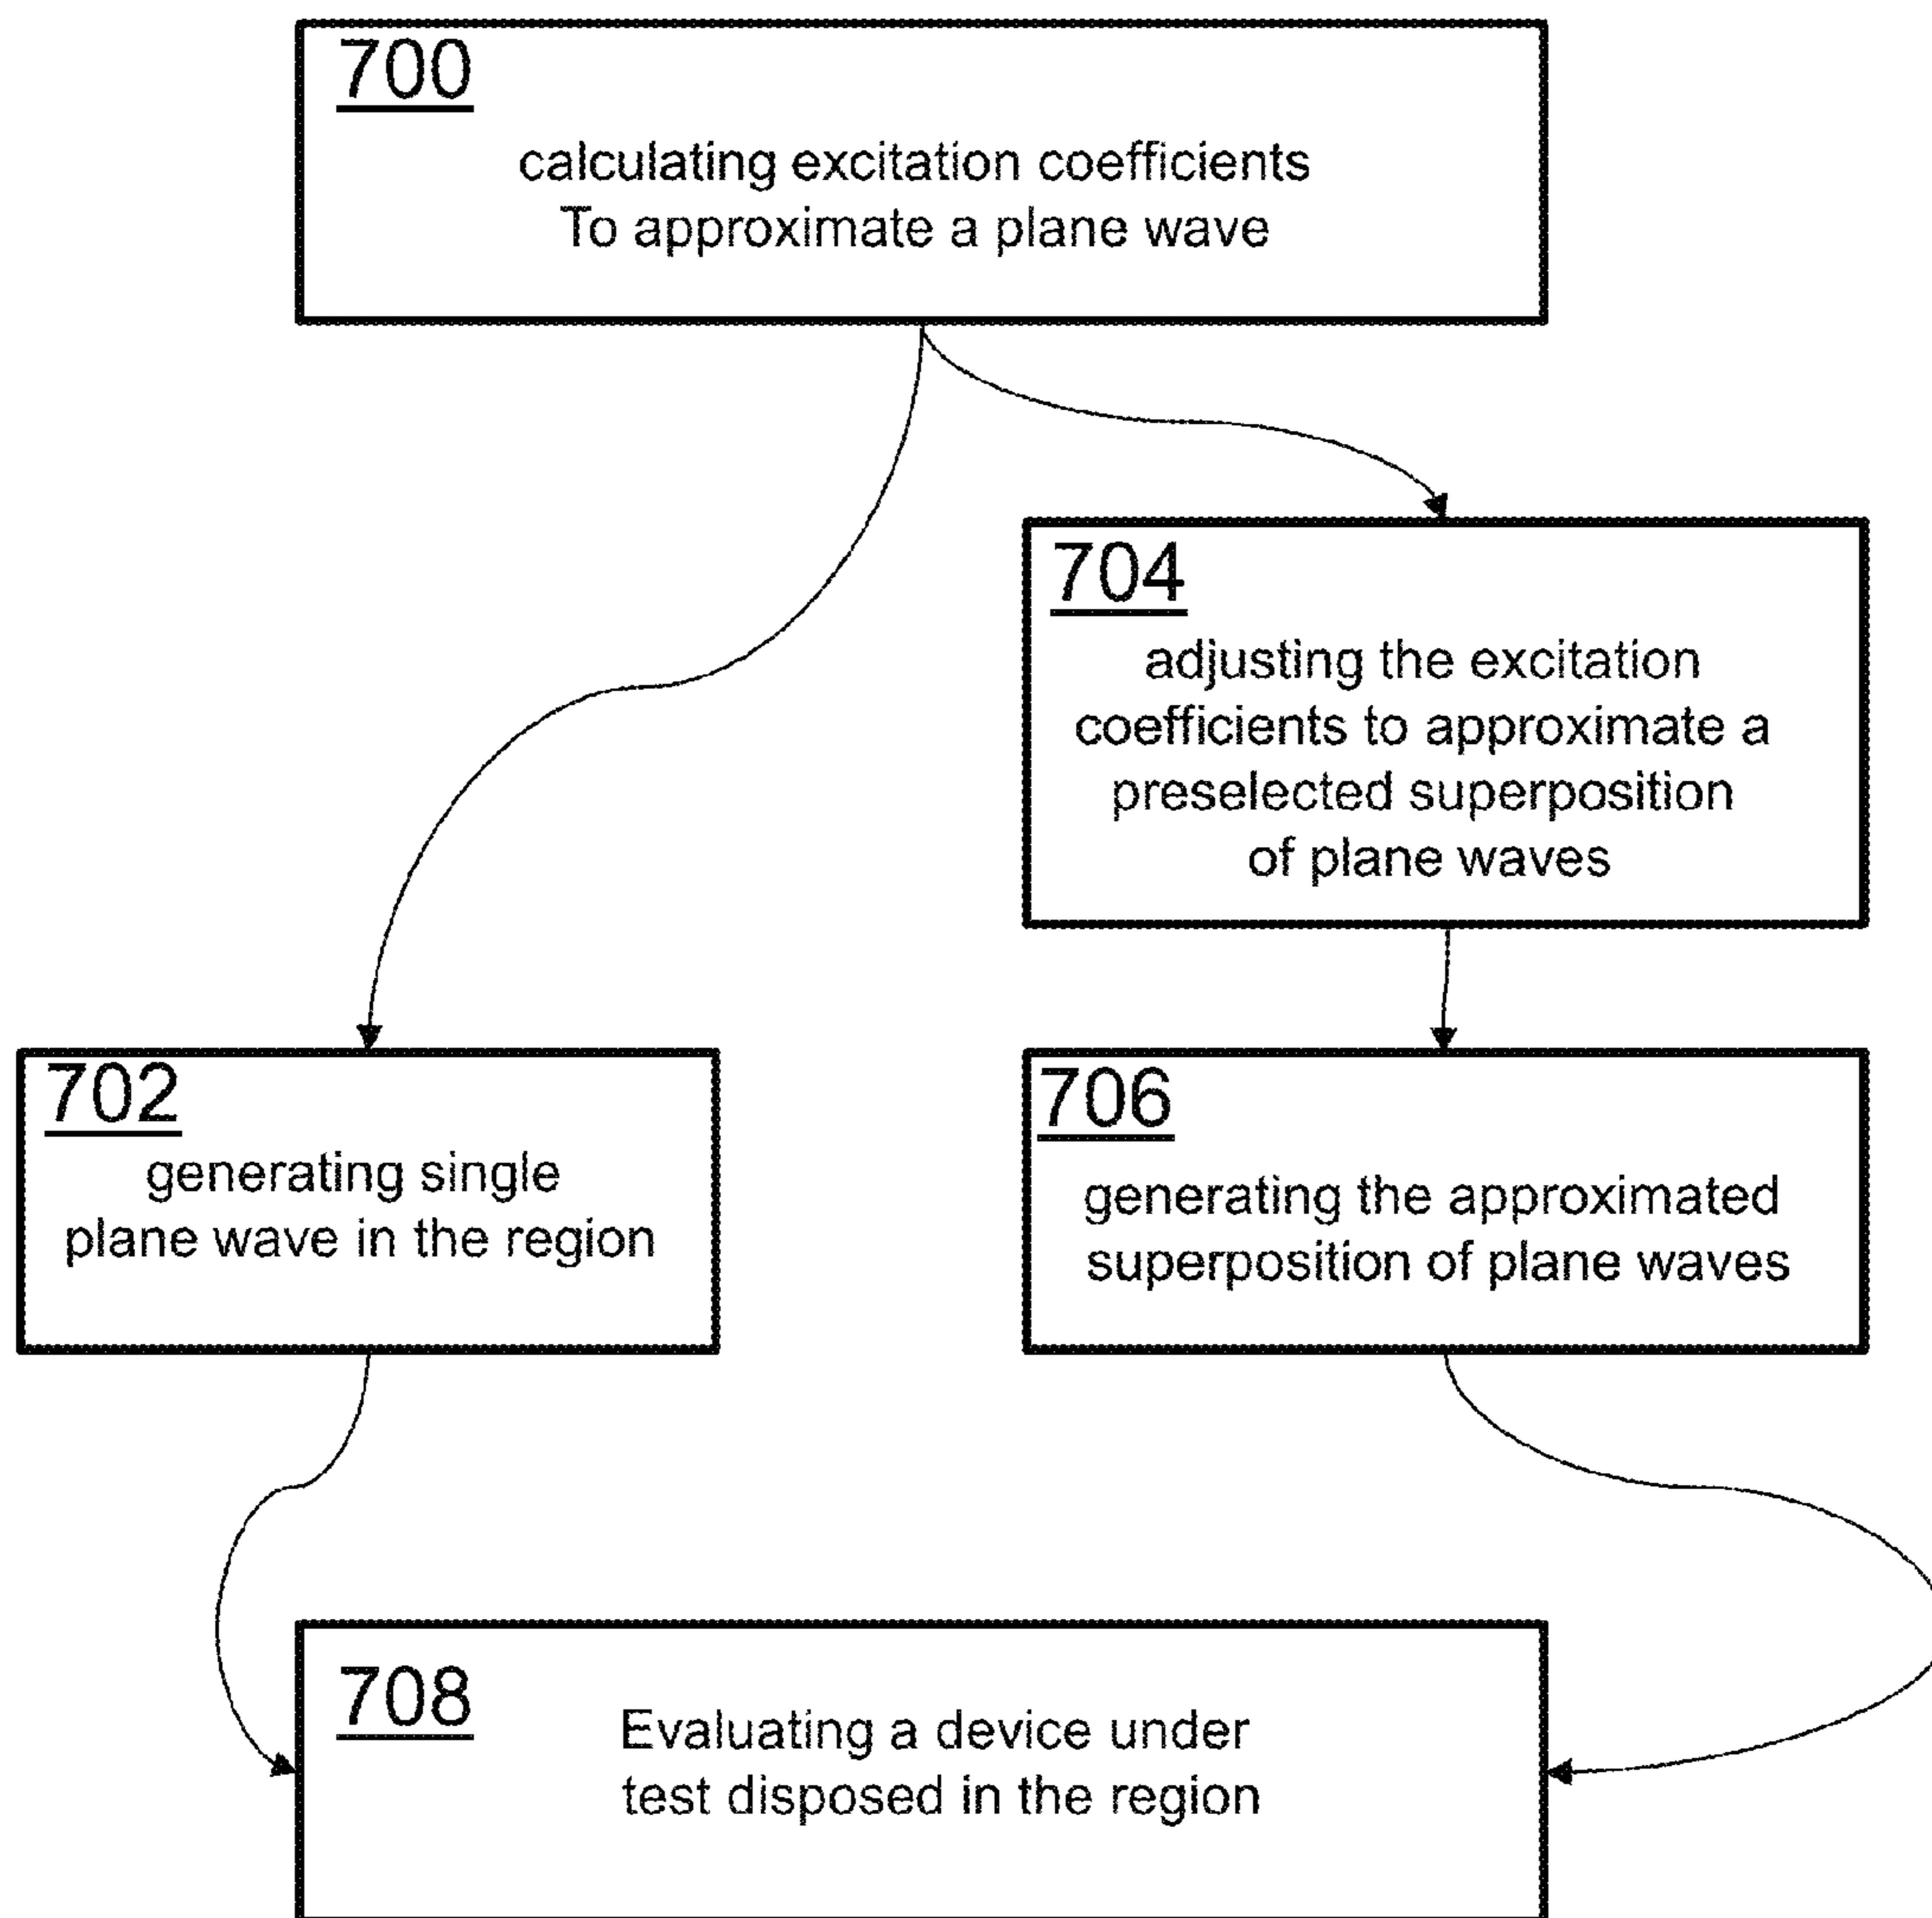 700
calculating excitation coefficients
To approximate a plane wave
704
adjusting the excitation
coefficients to approximate a
preselected superposition
of plane waves
702
generating single
plane wave in the region
706
generating the approximated
superposition of plane waves
708
Evaluating a device under
test disposed in the region